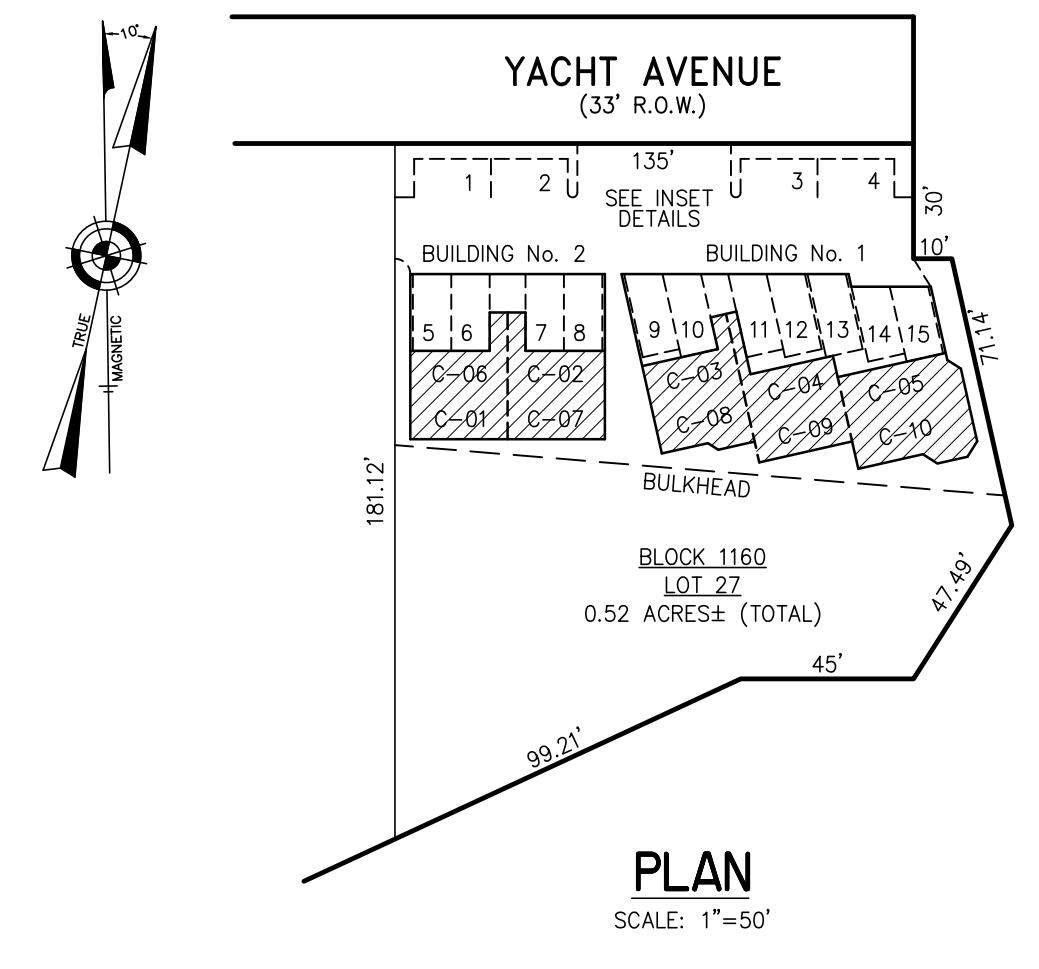 10°
YACHT AVENUE
(33' R.O.W.)
135'
1
2
3
4
30'
SEE INSET
DETAILS
10'
BUILDING No. 2
BUILDING No. 1
TRUE
MAGNETIC
5
6
7
8
9
10
11
12
13
14
15
71.14'
C-06
C-02
C-03
C-04
C-05
C-01
C-07
C-08
C-09
C-10
181.12'
BULKHEAD
BLOCK 1160
LOT 27
0.52 ACRES± (TOTAL)
47.49'
45'
99.21'
PLAN
SCALE: 1"=50'